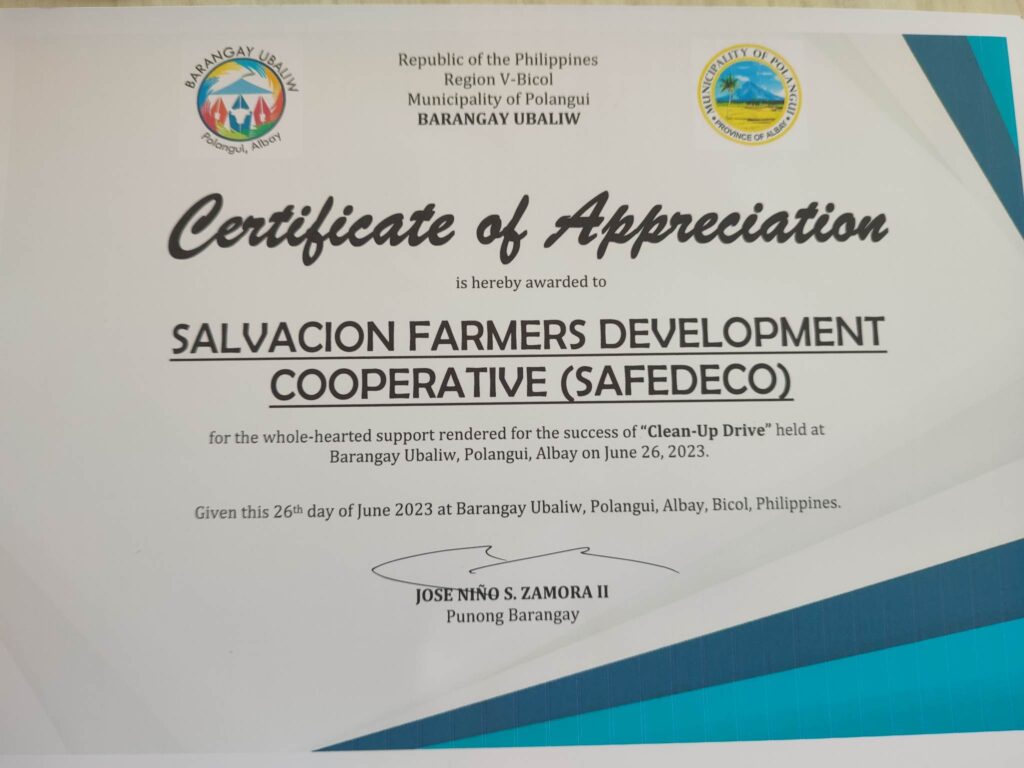 BARANGAY UBALIW
Polangui, Albay
Republic of the Philippines
Region V-Bicol
Municipality of Polangui
BARANGAY UBALIW
MUNICIPALITY OF POLANGUI
PROVINCE OF ALBAY
Certificate of Appreciation
is hereby awarded to
SALVACION FARMERS DEVELOPMENT
COOPERATIVE (SAFEDECO)
for the whole-hearted support rendered for the success of “Clean-Up Drive” held at
Barangay Ubaliw, Polangui, Albay on June 26, 2023.
Given this 26th day of June 2023 at Barangay Ubaliw, Polangui, Albay, Bicol, Philippines.
JOSE NIÑO S. ZAMORA II
Punong Barangay